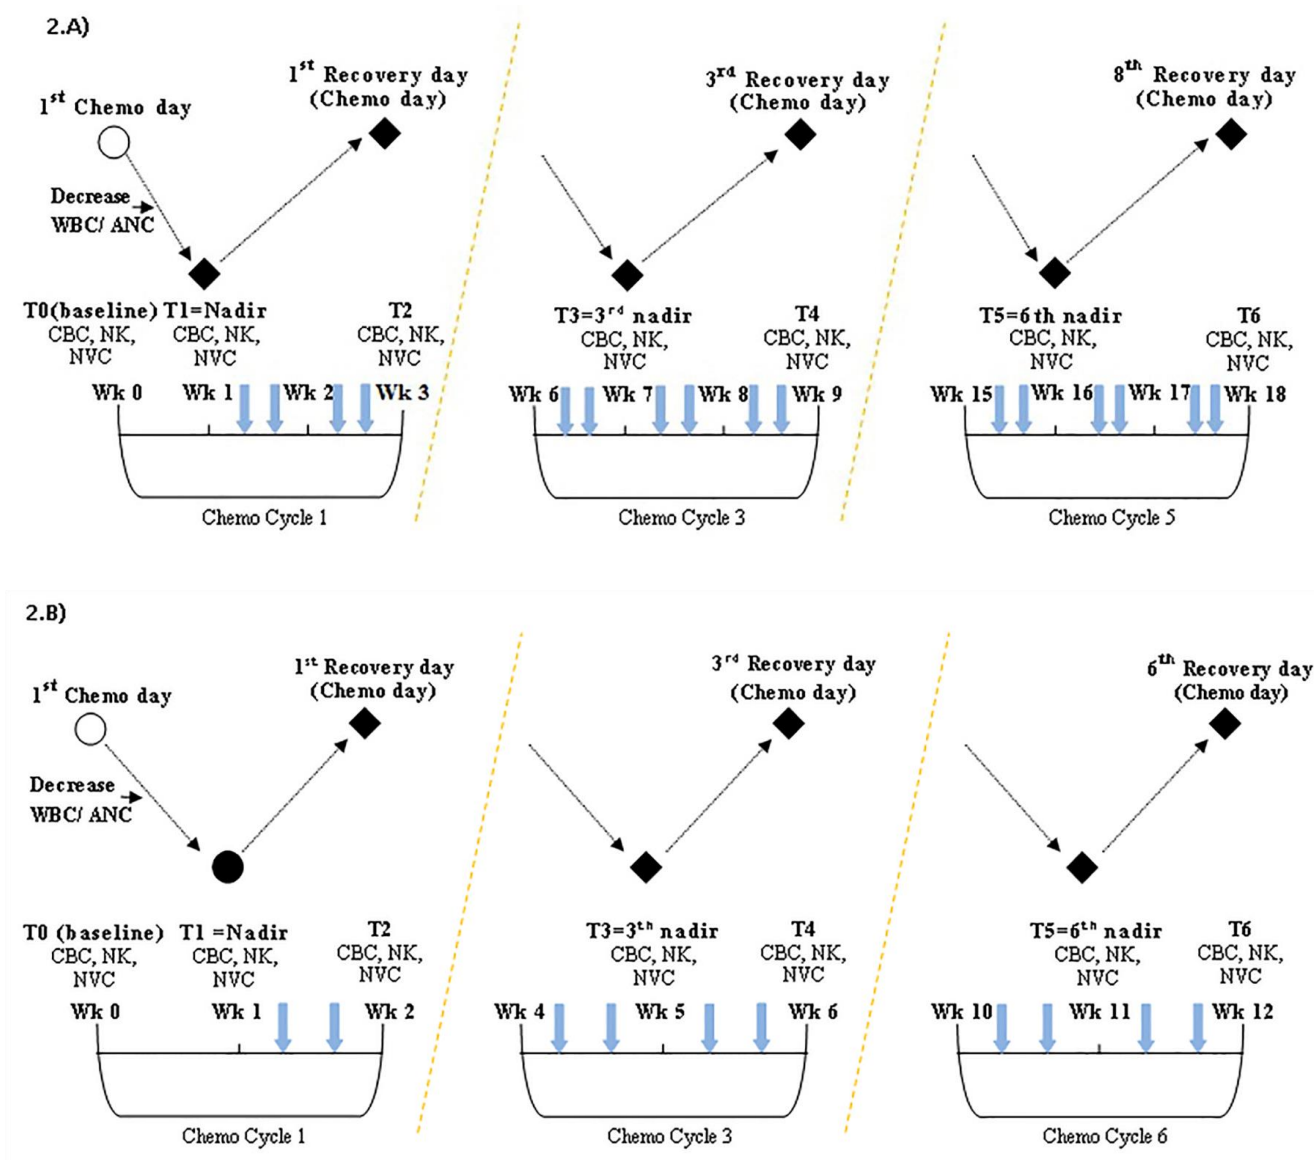 2.A)
1st Chemo day
1st Recovery day
(Chemo day)
3rd Recovery day
(Chemo day)
8th Recovery day
(Chemo day)
Decrease
WBC/ ANC
T0(baseline)
CBC, NK,
NVC
T1=Nadir
CBC, NK,
NVC
T2
CBC, NK,
NVC
T3=3rd nadir
CBC, NK,
NVC
T4
CBC, NK,
NVC
T5=6th nadir
CBC, NK,
NVC
T6
CBC, NK,
NVC
Wk 0 Wk 1 Wk 2 Wk 3
Wk 6 Wk 7 Wk 8 Wk 9
Wk 15 Wk 16 Wk 17 Wk 18
Chemo Cycle 1
Chemo Cycle 3
Chemo Cycle 5
2.B)
1st Chemo day
1st Recovery day
(Chemo day)
3rd Recovery day
(Chemo day)
6th Recovery day
(Chemo day)
Decrease
WBC/ ANC
T0 (baseline)
CBC, NK,
NVC
T1 =Nadir
CBC, NK,
NVC
T2
CBC, NK,
NVC
T3=3th nadir
CBC, NK,
NVC
T4
CBC, NK,
NVC
T5=6th nadir
CBC, NK,
NVC
T6
CBC, NK,
NVC
Wk 0 Wk 1 Wk 2
Wk 4 Wk 5 Wk 6
Wk 10 Wk 11 Wk 12
Chemo Cycle 1
Chemo Cycle 3
Chemo Cycle 6